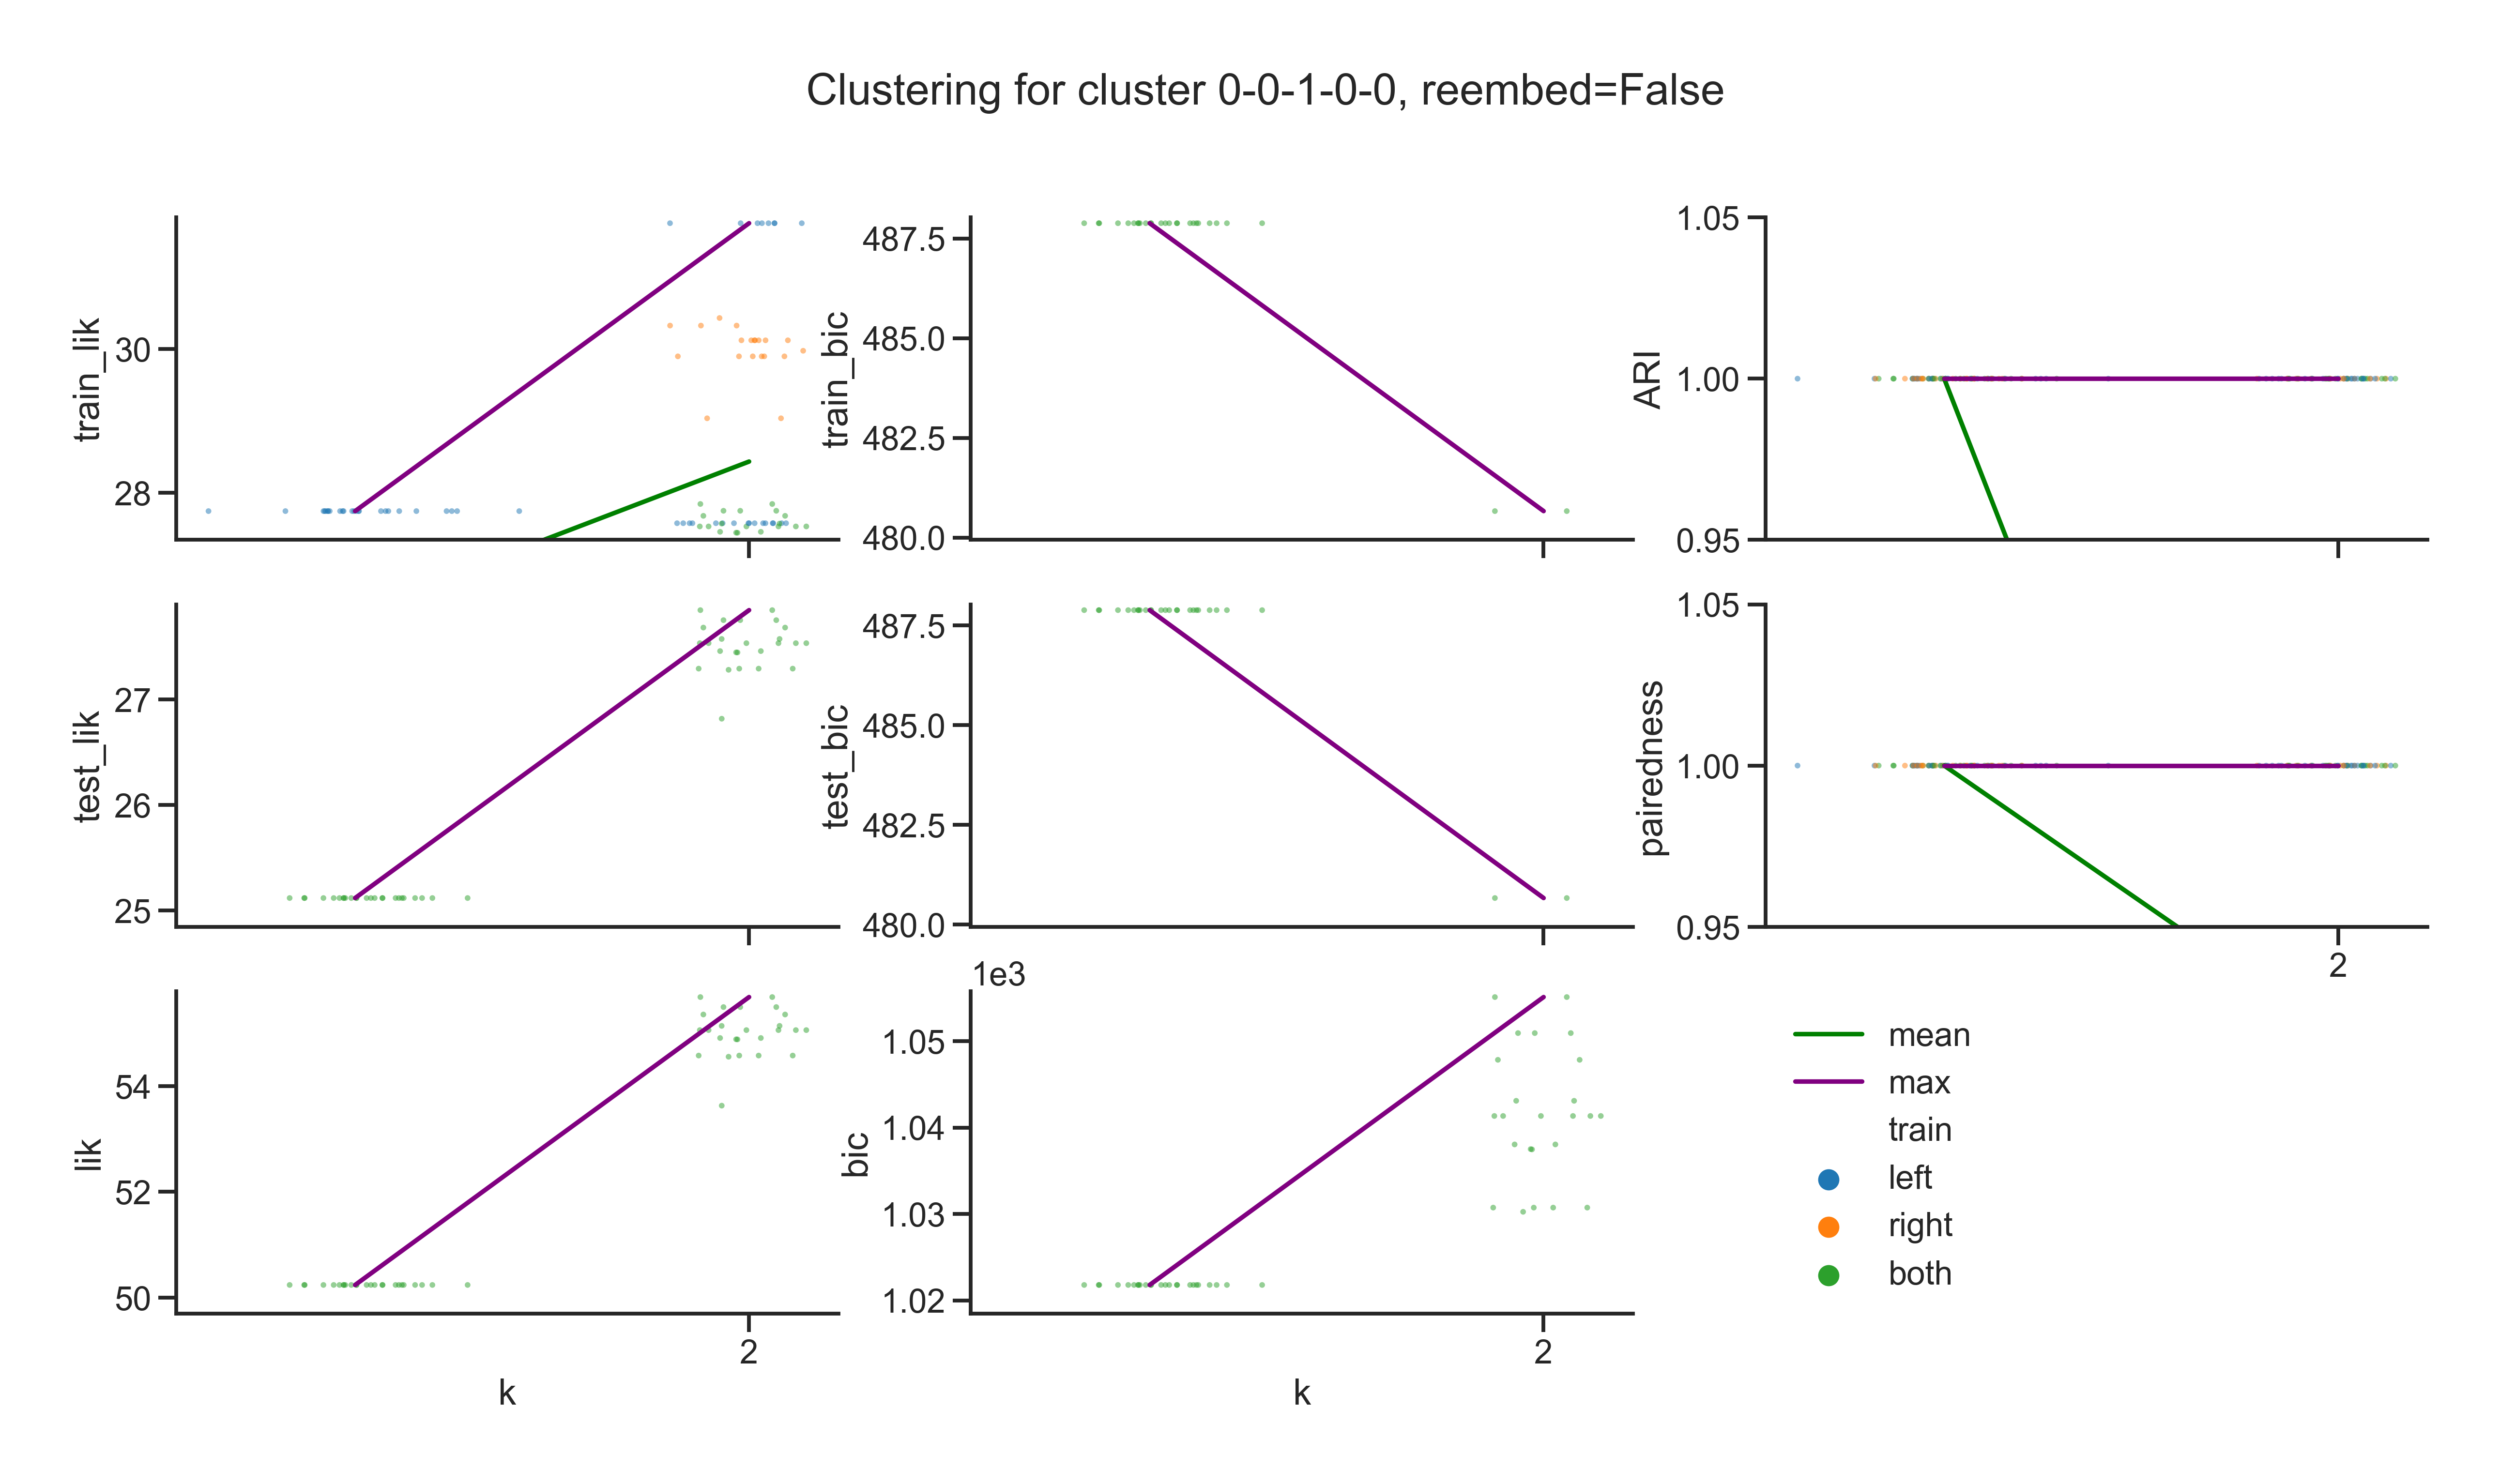 Clustering for cluster 0-0-1-0-0, reembed=False
train_lik
30
28
train_bic
487.5
485.0
482.5
480.0
ARI
1.05
1.00
0.95
test_lik
27
26
25
test_bic
487.5
485.0
482.5
480.0
pairedness
1.05
1.00
0.95
2
lik
54
52
50
2
k
bic
1e3
1.05
1.04
1.03
1.02
2
k
mean
max
train
left
right
both